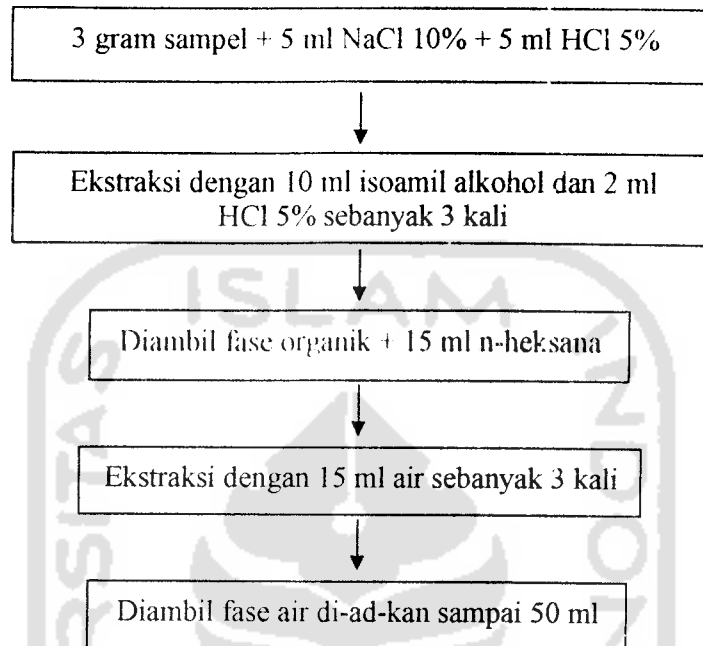 3 gram sampel + 5 ml NaCl 10% + 5 ml HCl 5%
Ekstraksi dengan 10 ml isoamil alkohol dan 2 ml
HCl 5% sebanyak 3 kali
ISLAM
Diambil fase organik + 15 ml n-heksana
Ekstraksi dengan 15 ml air sebanyak 3 kali
Diambil fase air di-ad-kan sampai 50 ml